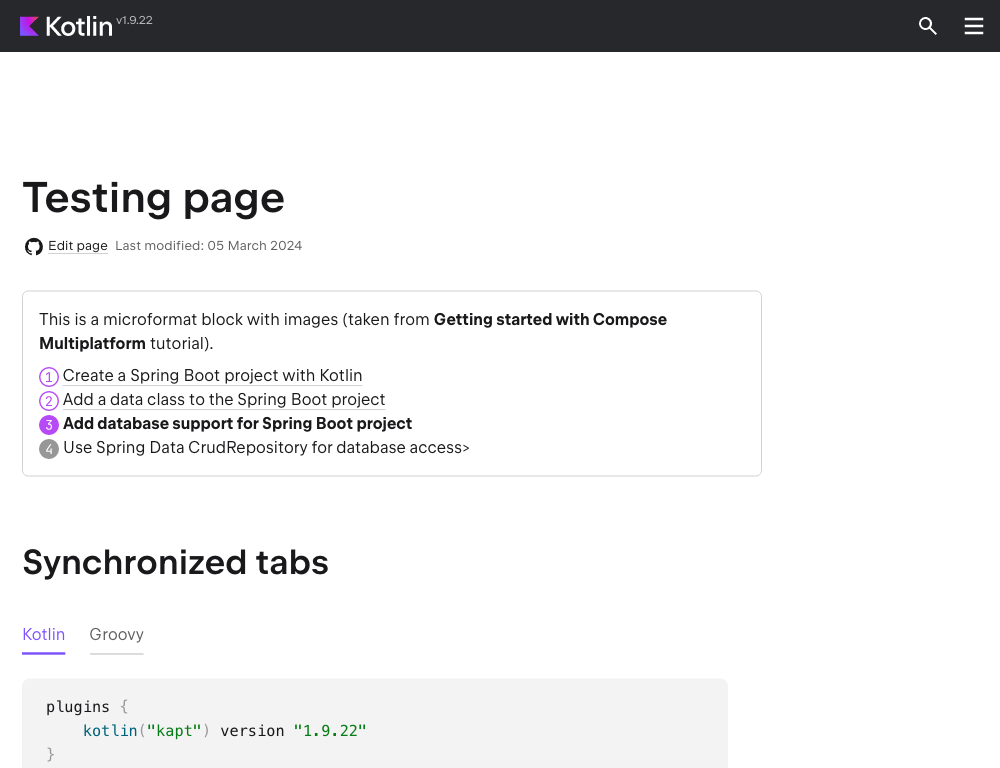 Kotlin v1.9.22
Testing page
Edit page Last modified: 05 March 2024
This is a microformat block with images (taken from Getting started with Compose
Multiplatform tutorial).
1 Create a Spring Boot project with Kotlin
2 Add a data class to the Spring Boot project
3 Add database support for Spring Boot project
4 Use Spring Data CrudRepository for database access>
Synchronized tabs
Kotlin Groovy
plugins {
    kotlin("kapt") version "1.9.22"
}